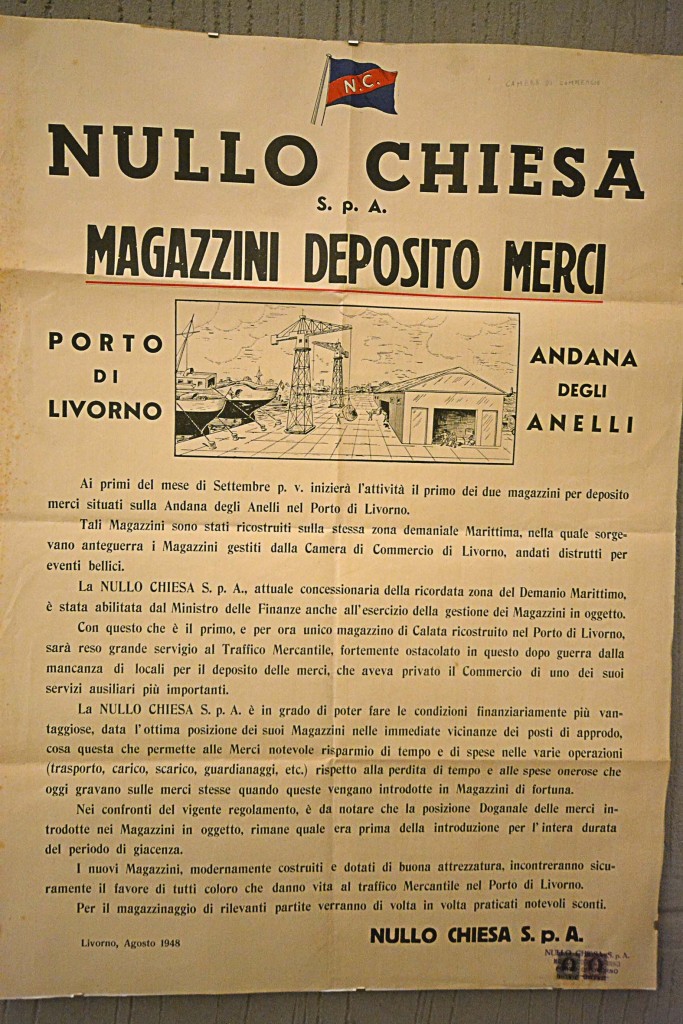 N.C.
CAMERA DI COMMERCIO
NULLO CHIESA
S. p. A.
MAGAZZINI DEPOSITO MERCI
PORTO
DI
LIVORNO
ANDANA
DEGLI
ANELLI
Ai primi del mese di Settembre p. v. inizierà l'attività il primo dei due magazzini per deposito
merci situati sulla Andana degli Anelli nel Porto di Livorno.
Tali Magazzini sono stati ricostruiti sulla stessa zona demaniale Marittima, nella quale sorge-
vano anteguerra i Magazzini gestiti dalla Camera di Commercio di Livorno, andati distrutti per
eventi bellici.
La NULLO CHIESA S. p. A., attuale concessionaria della ricordata zona del Demanio Marittimo,
è stata abilitata dal Ministro delle Finanze anche all'esercizio della gestione dei Magazzini in oggetto.
Con questo che è il primo, e per ora unico magazzino di Calata ricostruito nel Porto di Livorno,
sarà reso grande servigio al Traffico Mercantile, fortemente ostacolato in questo dopo guerra dalla
mancanza di locali per il deposito delle merci, che aveva privato il Commercio di uno dei suoi
servizi ausiliari più importanti.
La NULLO CHIESA S. p. A. è in grado di poter fare le condizioni finanziariamente più van-
taggiose, data l'ottima posizione dei suoi Magazzini nelle immediate vicinanze dei posti di approdo,
cosa questa che permette alle Merci notevole risparmio di tempo e di spese nelle varie operazioni
(trasporto, carico, scarico, guardianaggi, etc.) rispetto alla perdita di tempo e alle spese onerose che
oggi gravano sulle merci stesse quando queste vengano introdotte in Magazzini di fortuna.
Nei confronti del vigente regolamento, è da notare che la posizione Doganale delle merci in-
trodotte nei Magazzini in oggetto, rimane quale era prima della introduzione per l'intera durata
del periodo di giacenza.
I nuovi Magazzini, modernamente costruiti e dotati di buona attrezzatura, incontreranno sicu-
ramente il favore di tutti coloro che danno vita al traffico Mercantile nel Porto di Livorno.
Per il magazzinaggio di rilevanti partite verranno di volta in volta praticati notevoli sconti.
Livorno, Agosto 1948
NULLO CHIESA S. p. A.
NULLO CHIESA S. p. A.